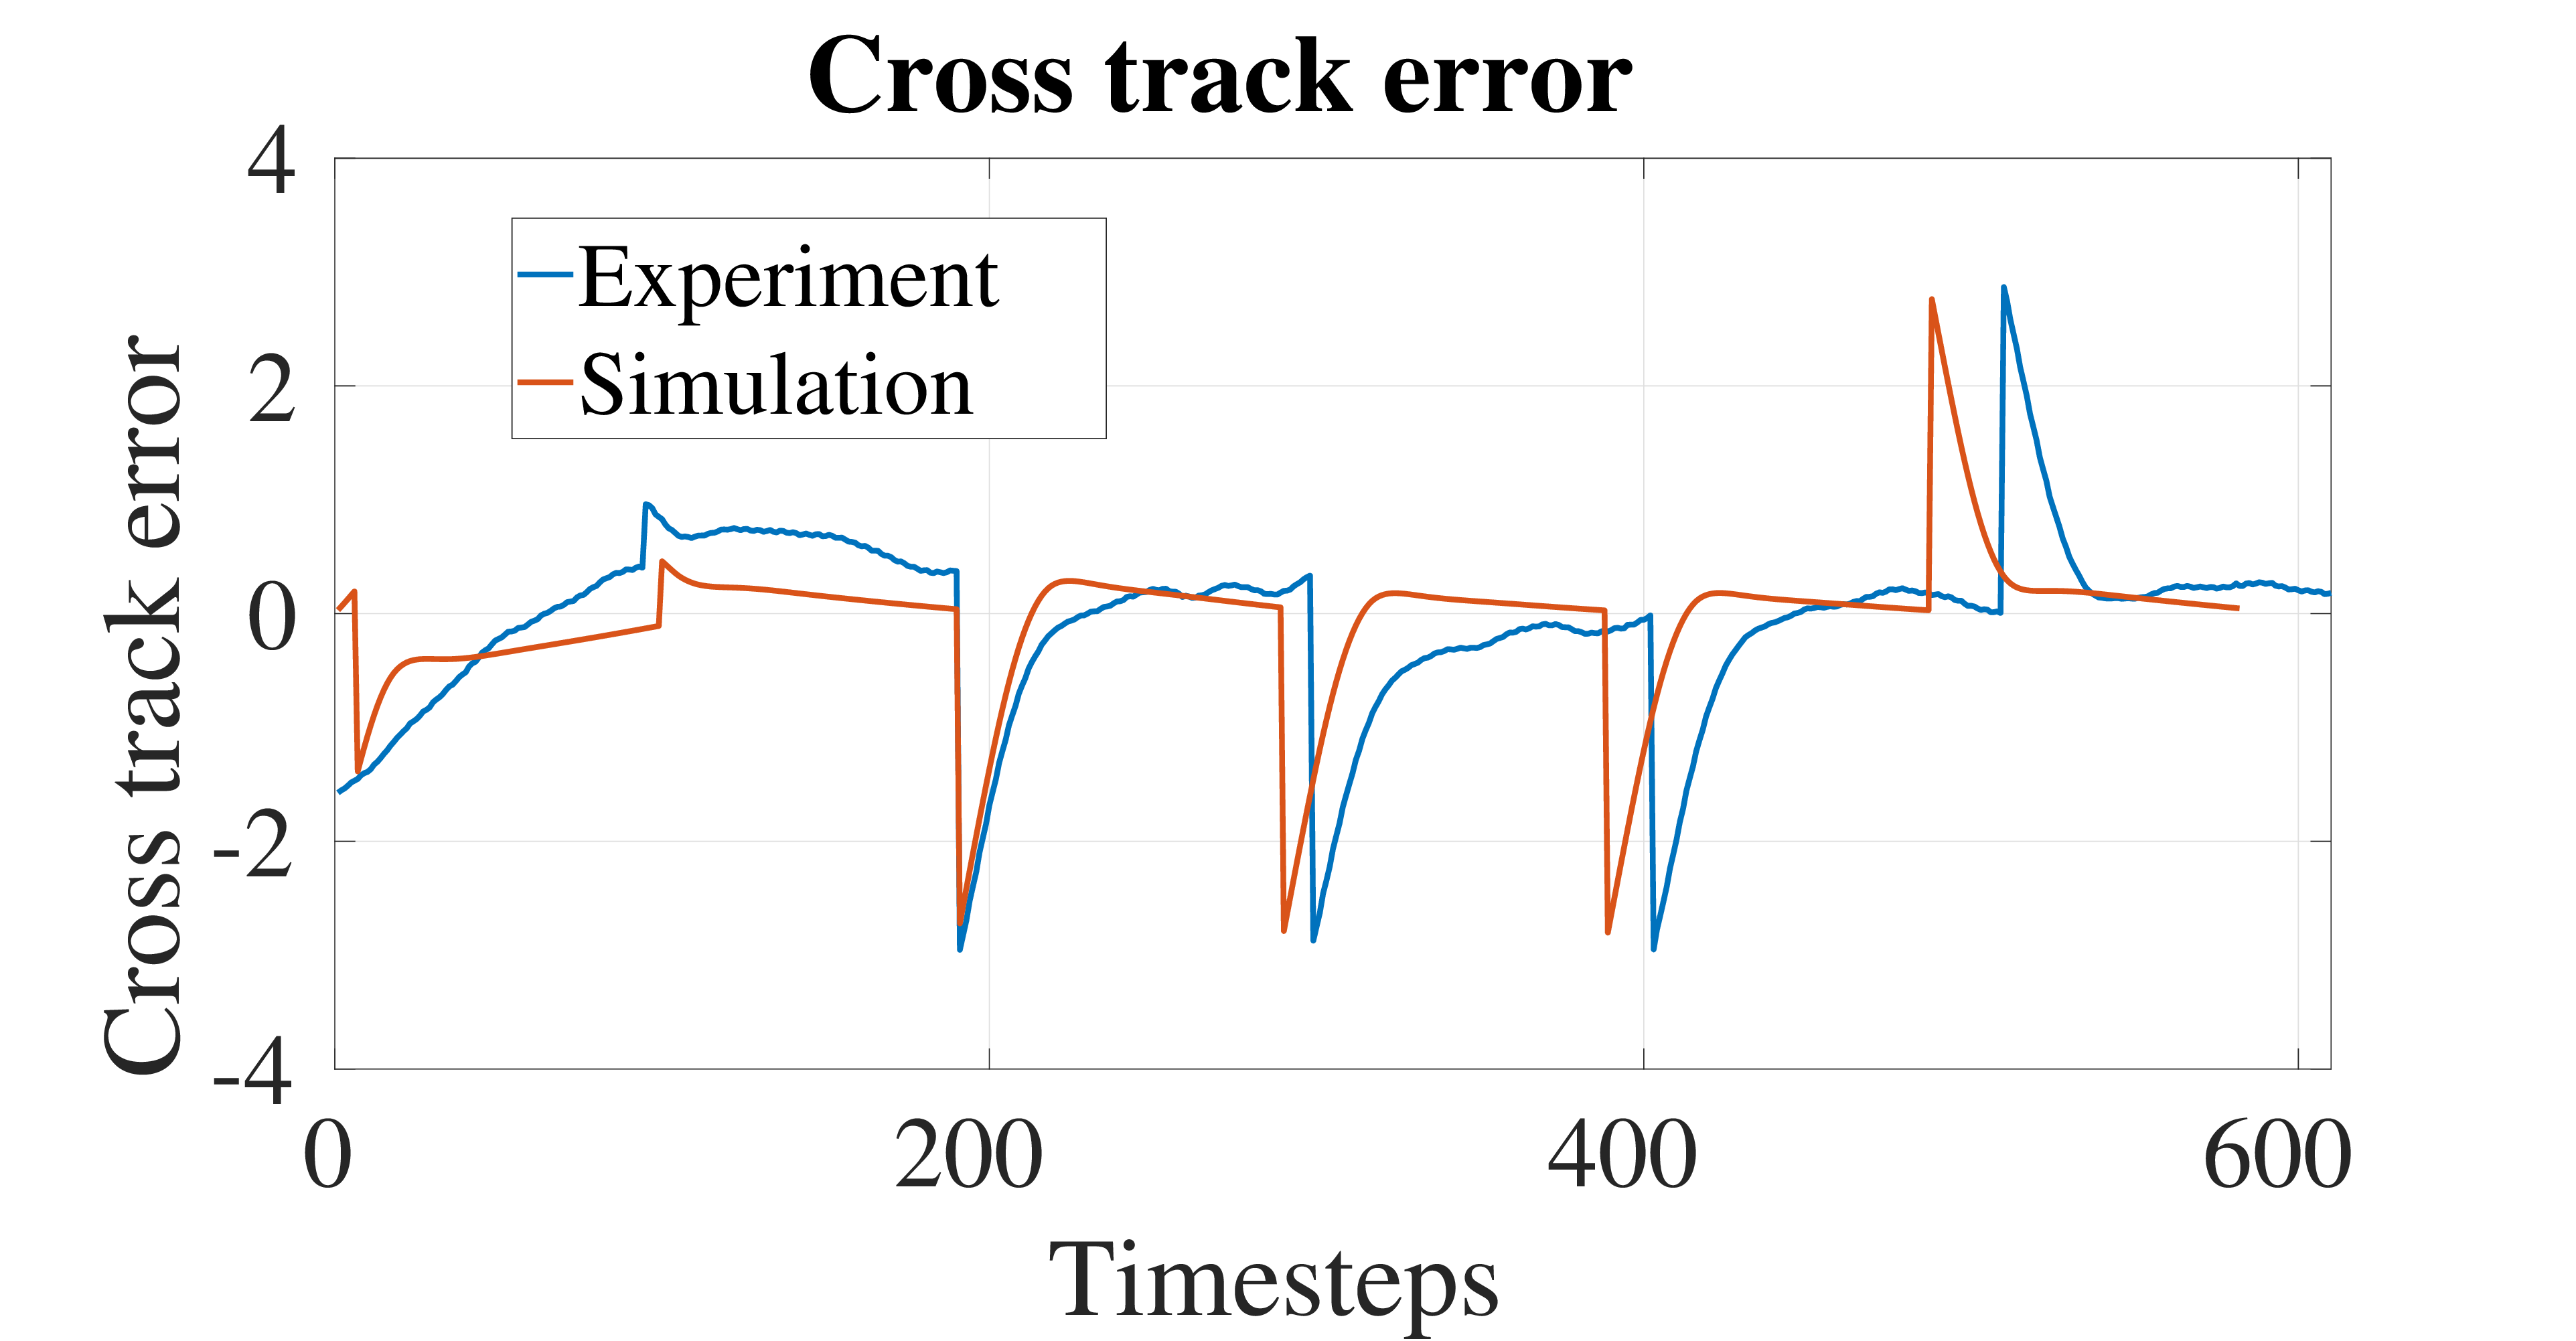 Cross track error
4
2
0
-2
-4
Cross track error
Experiment
Simulation
0 200 400 600
Timesteps